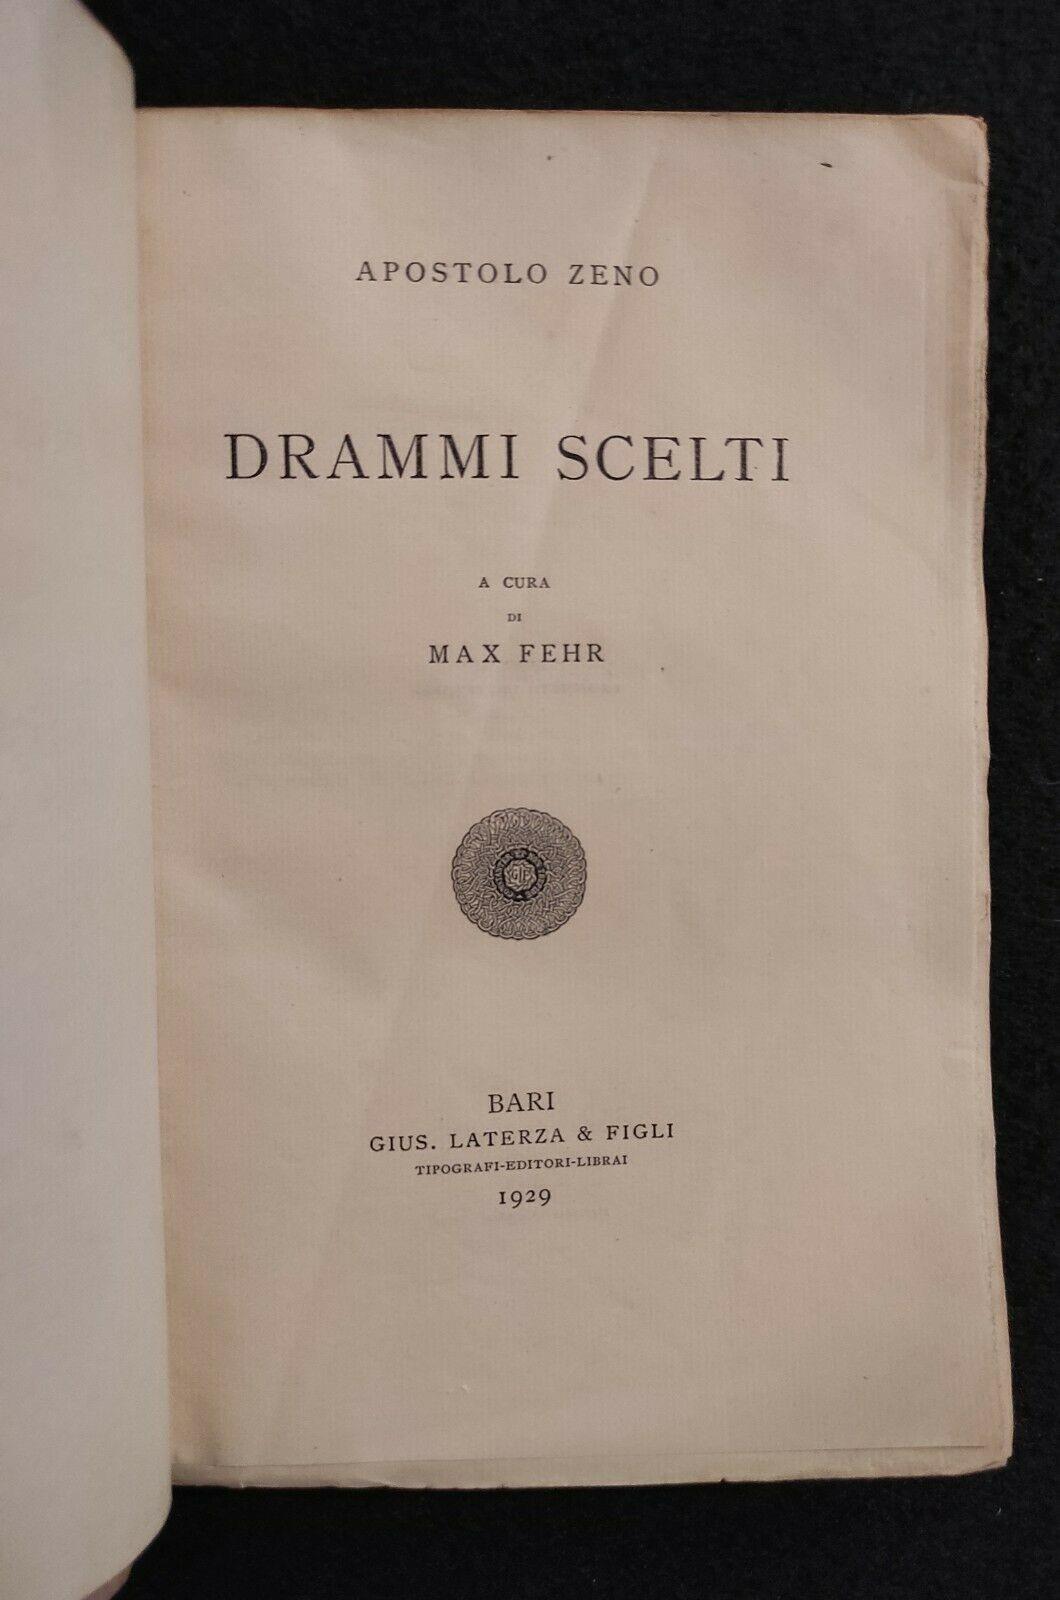 APOSTOLO ZENO
DRAMMI SCELTI
A CURA
DI
MAX FEHR
BARI
GIUS. LATERZA & FIGLI
TIPOGRAFI-EDITORI-LIBRAI
1929